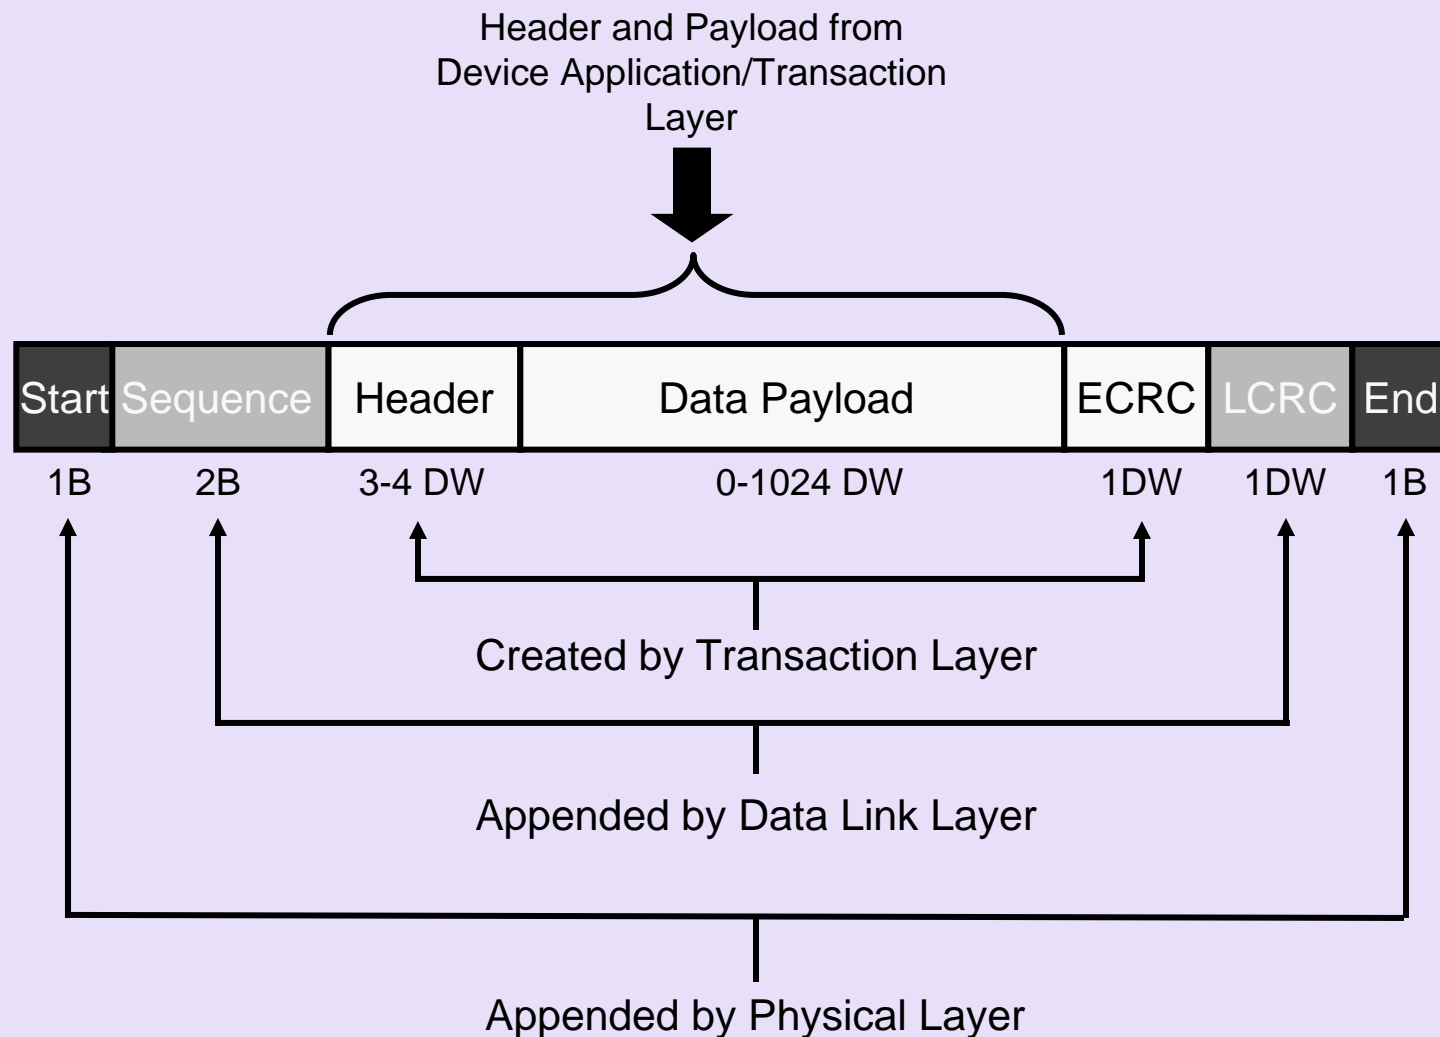 Header and Payload from
Device Application/Transaction
Layer
Start Sequence Header Data Payload ECRC LCRC End
1B 2B 3-4 DW 0-1024 DW 1DW 1DW 1B
Created by Transaction Layer
Appended by Data Link Layer
Appended by Physical Layer